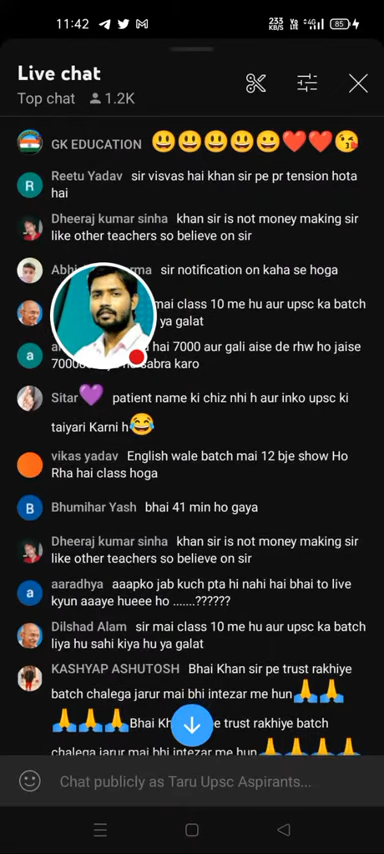 11:42
233 KB/S Vo LTE 4G 85
Live chat
Top chat 1.2K
GK EDUCATION 😃😃😃😃😀❤️❤️😘
Reetu Yadav sir visvas hai khan sir pe pr tension hota
hai
Dheeraj kumar sinha khan sir is not money making sir
like other teachers so believe on sir
sir notification on kaha se hoga
mai class 10 me hu aur upsc ka batch
ya galat
hai 7000 aur gali aise de rhw ho jaise
sabra karo
Sitar💜 patient name ki chiz nhi h aur inko upsc ki
taiyari Karni h😂
vikas yadav English wale batch mai 12 bje show Ho
Rha hai class hoga
Bhumihar Yash bhai 41 min ho gaya
Dheeraj kumar sinha khan sir is not money making sir
like other teachers so believe on sir
aaradhya aaapko jab kuch pta hi nahi hai bhai to live
kyun aaaye hueee ho .......??????
Dilshad Alam sir mai class 10 me hu aur upsc ka batch
liya hu sahi kiya hu ya galat
KASHYAP ASHUTOSH Bhai Khan sir pe trust rakhiye
batch chalega jarur mai bhi intezar me hun🙏🙏
🙏🙏🙏Bhai Kh pe trust rakhiye batch
chalega jarur mai bhi intezar me hun🙏🙏🙏🙏
Chat publicly as Taru Upsc Aspirants...